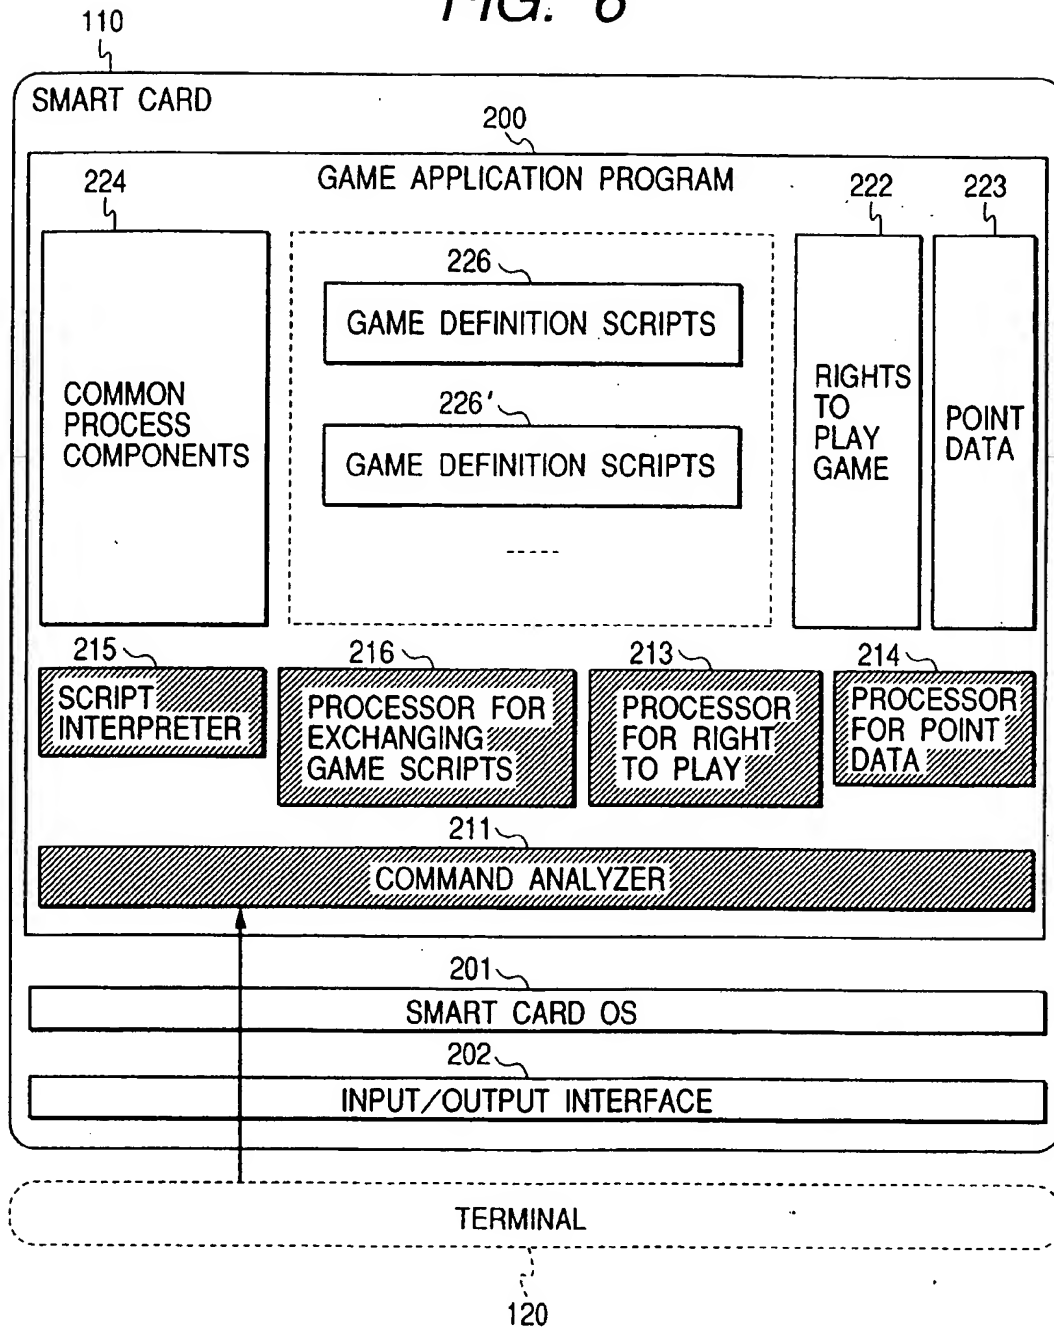 FIG. 6
110
SMART CARD
200
GAME APPLICATION PROGRAM
224
222
223
COMMON
PROCESS
COMPONENTS
226
GAME DEFINITION SCRIPTS
226'
GAME DEFINITION SCRIPTS
RIGHTS
TO
PLAY
GAME
POINT
DATA
215
SCRIPT
INTERPRETER
216
PROCESSOR FOR
EXCHANGING
GAME SCRIPTS
213
PROCESSOR
FOR RIGHT
TO PLAY
214
PROCESSOR
FOR POINT
DATA
211
COMMAND ANALYZER
201
SMART CARD OS
202
INPUT/OUTPUT INTERFACE
TERMINAL
120